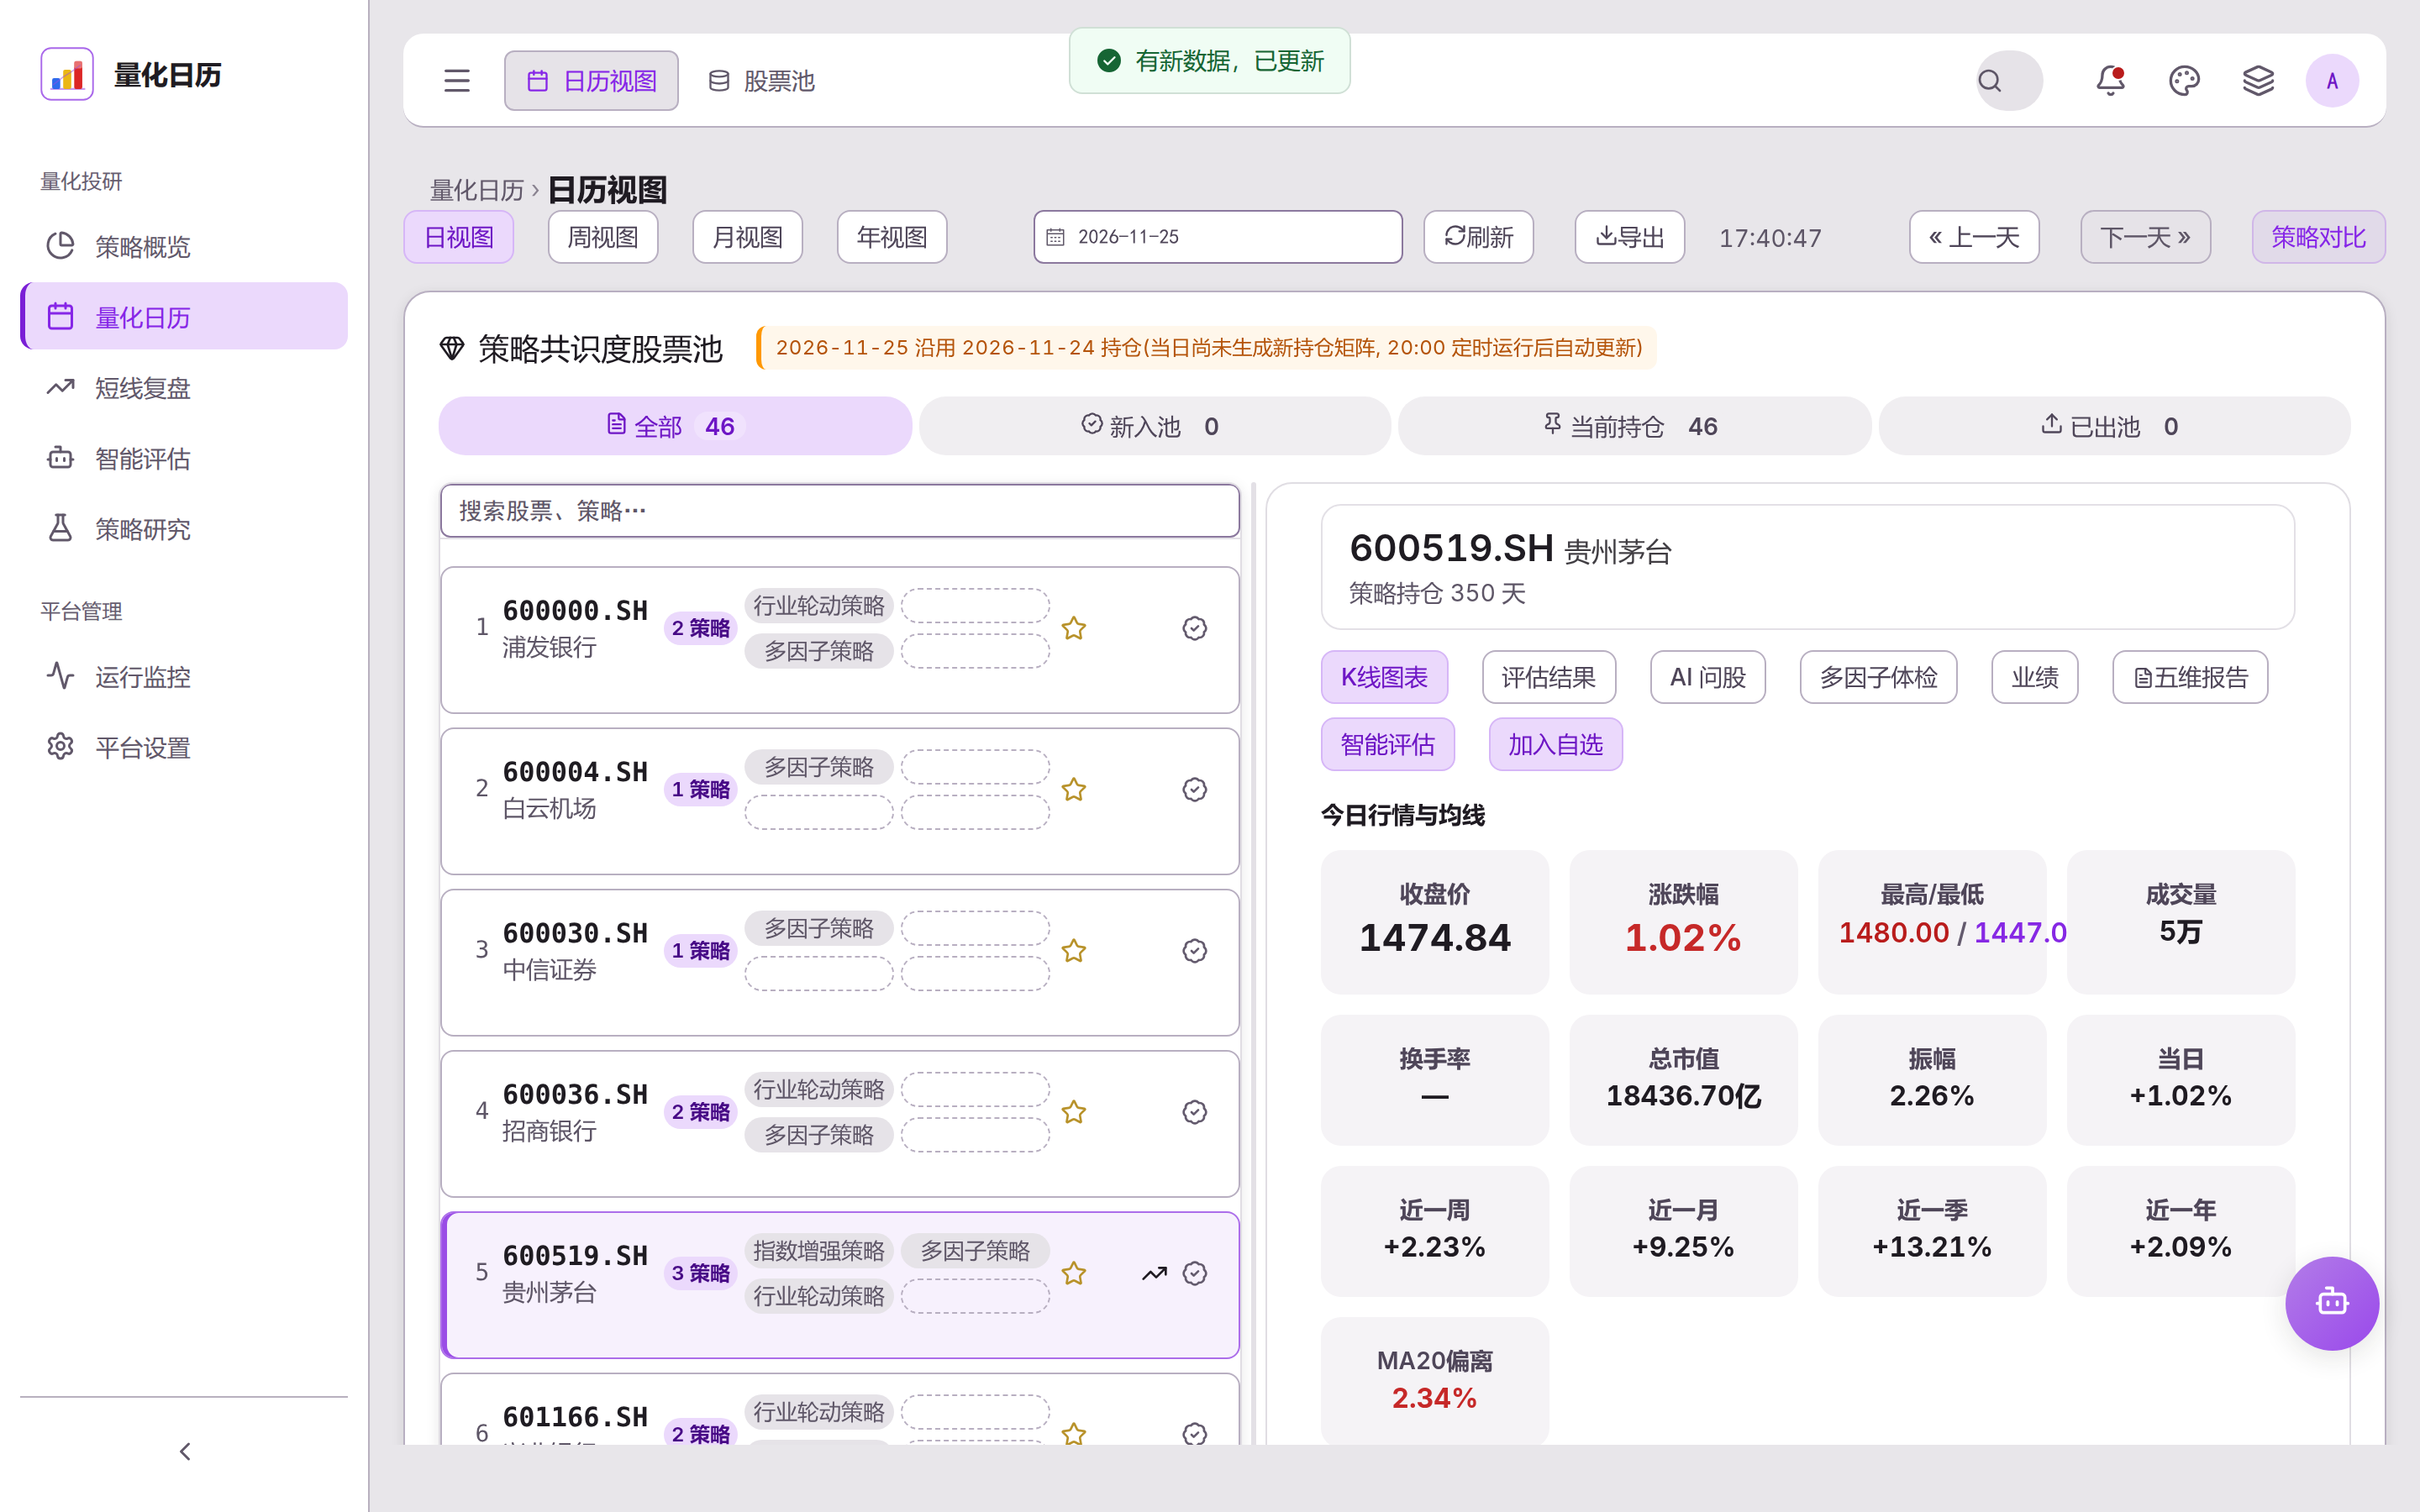 量化日历
量化投研
策略概览
量化日历
短线复盘
智能评估
策略研究
平台管理
运行监控
平台设置
日历视图
股票池
有新数据，已更新
A
量化日历 › 日历视图
日视图
周视图
月视图
年视图
2026-11-25
刷新
导出
17:40:47
« 上一天
下一天 »
策略对比
策略共识度股票池
2026-11-25 沿用 2026-11-24 持仓(当日尚未生成新持仓矩阵, 20:00 定时运行后自动更新)
全部 46
新入池 0
当前持仓 46
已出池 0
搜索股票、策略…
1
600000.SH
浦发银行
2 策略
行业轮动策略
多因子策略
2
600004.SH
白云机场
1 策略
多因子策略
3
600030.SH
中信证券
1 策略
多因子策略
4
600036.SH
招商银行
2 策略
行业轮动策略
多因子策略
5
600519.SH
贵州茅台
3 策略
指数增强策略
多因子策略
行业轮动策略
6
601166.SH
2 策略
行业轮动策略
600519.SH 贵州茅台
策略持仓 350 天
K线图表
评估结果
AI 问股
多因子体检
业绩
五维报告
智能评估
加入自选
今日行情与均线
收盘价
1474.84
涨跌幅
1.02%
最高/最低
1480.00 / 1447.0
成交量
5万
换手率
—
总市值
18436.70亿
振幅
2.26%
当日
+1.02%
近一周
+2.23%
近一月
+9.25%
近一季
+13.21%
近一年
+2.09%
MA20偏离
2.34%